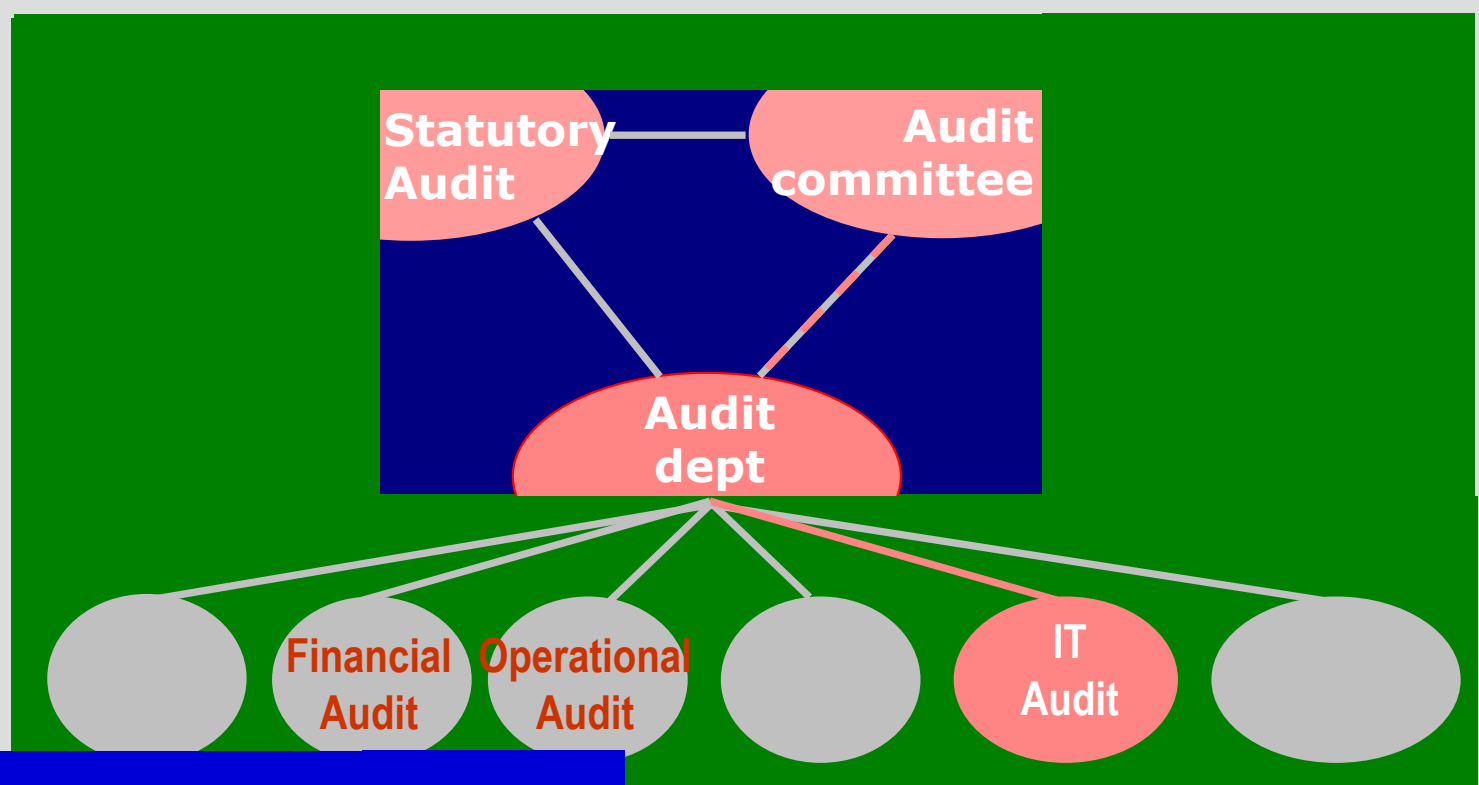 Statutory
Audit
Audit
committee
Audit
dept
Financial
Audit
Operational
Audit
IT
Audit